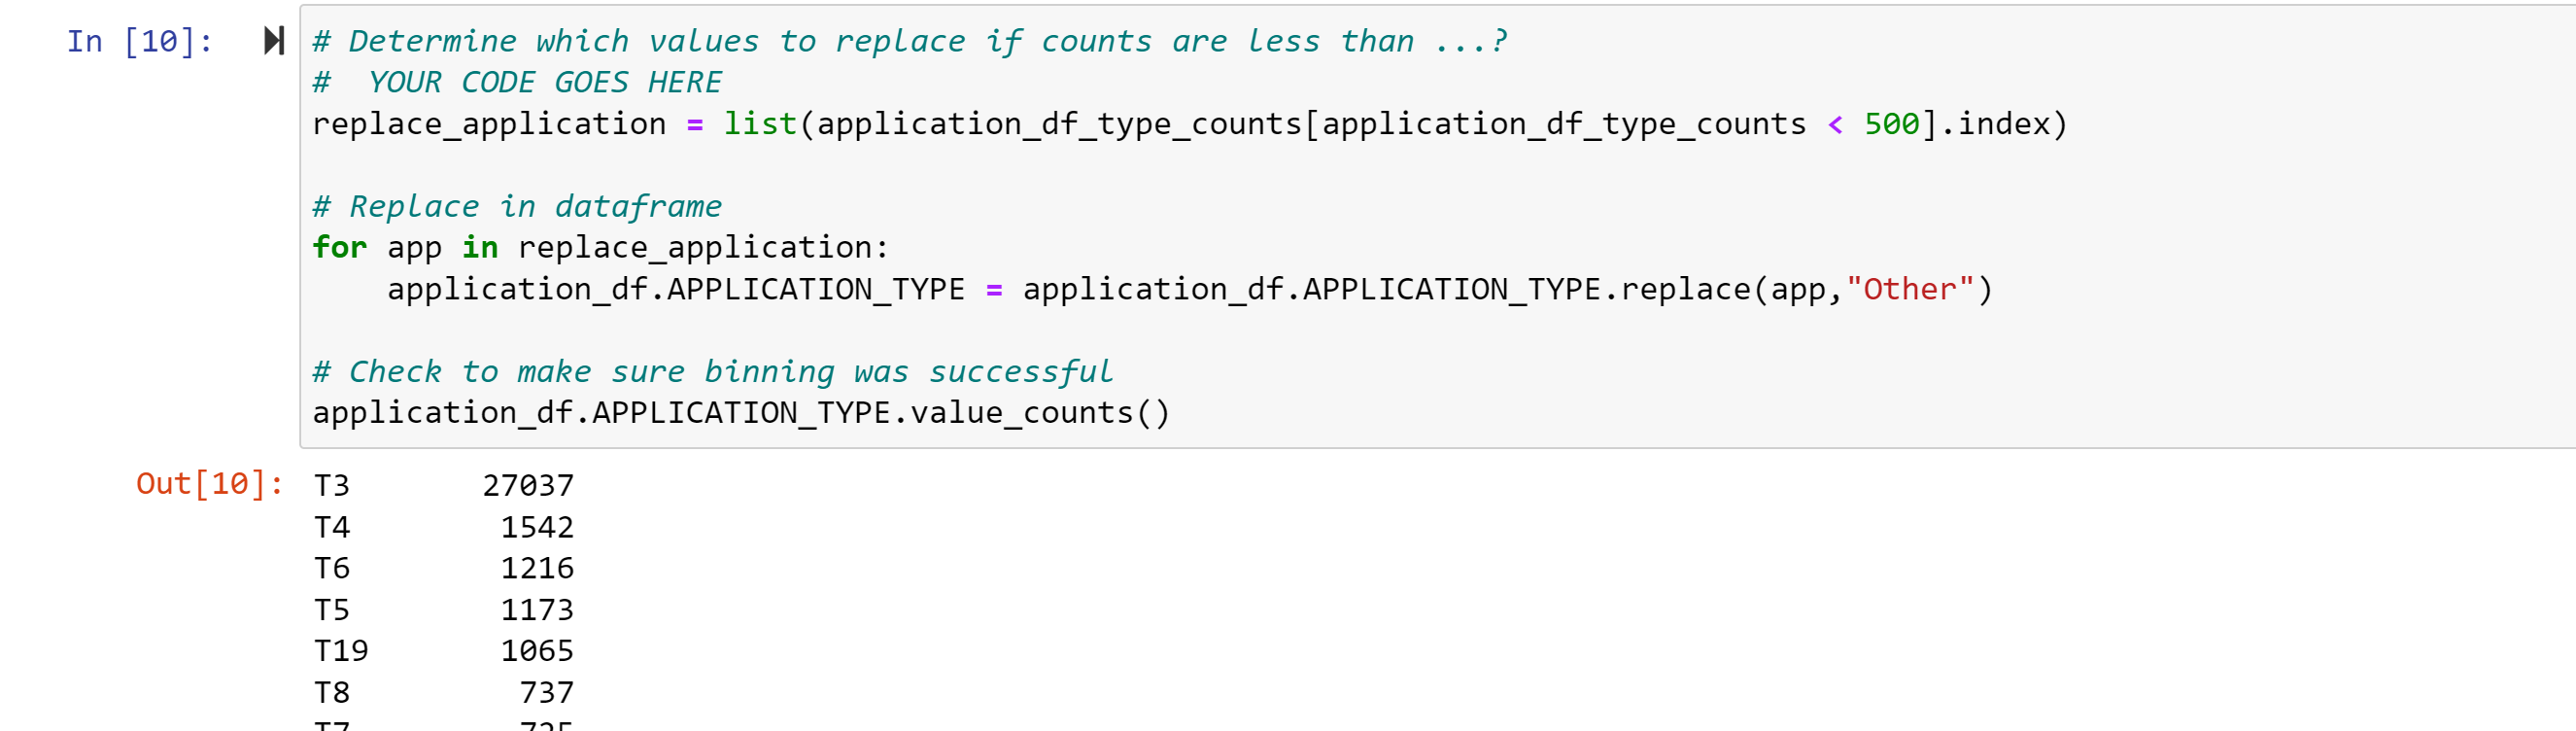 In [10]:
# Determine which values to replace if counts are less than ...?
#  YOUR CODE GOES HERE
replace_application = list(application_df_type_counts[application_df_type_counts < 500].index)
# Replace in dataframe
for app in replace_application:
    application_df.APPLICATION_TYPE = application_df.APPLICATION_TYPE.replace(app,"Other")
# Check to make sure binning was successful
application_df.APPLICATION_TYPE.value_counts()
Out[10]:
T3 27037
T4 1542
T6 1216
T5 1173
T19 1065
T8 737